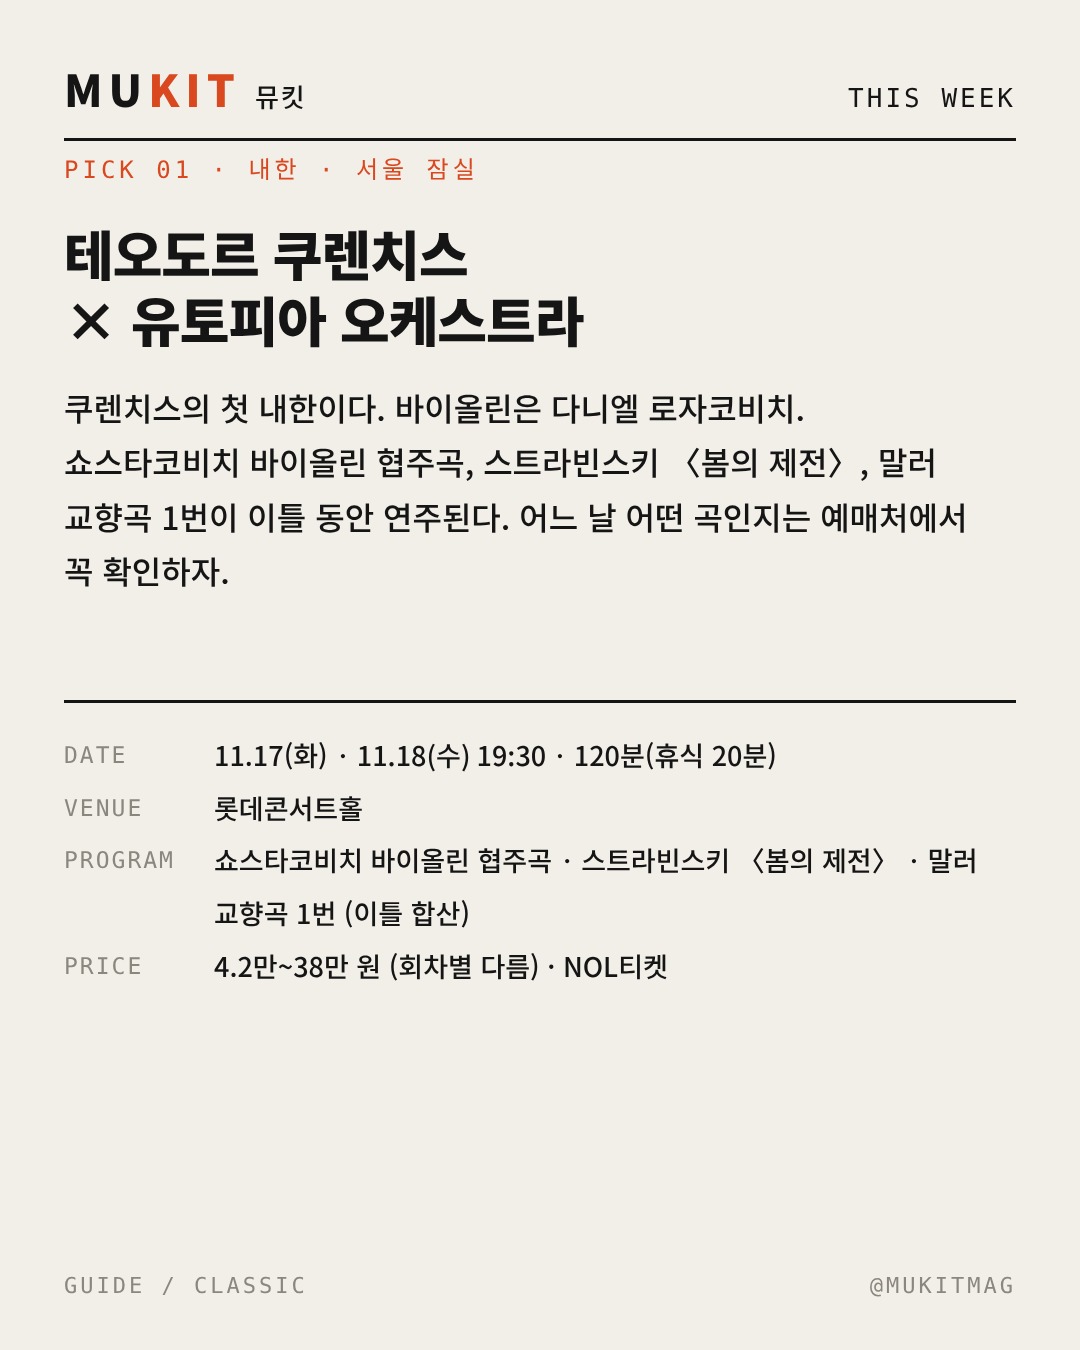 MUKIT 뮤킷
THIS WEEK
PICK 01 · 내한 · 서울 잠실
테오도르 쿠렌치스
× 유토피아 오케스트라
쿠렌치스의 첫 내한이다. 바이올린은 다니엘 로자코비치.
쇼스타코비치 바이올린 협주곡, 스트라빈스키 〈봄의 제전〉, 말러
교향곡 1번이 이틀 동안 연주된다. 어느 날 어떤 곡인지는 예매처에서
꼭 확인하자.
DATE 11.17(화) · 11.18(수) 19:30 · 120분(휴식 20분)
VENUE 롯데콘서트홀
PROGRAM 쇼스타코비치 바이올린 협주곡 · 스트라빈스키 〈봄의 제전〉 · 말러
교향곡 1번 (이틀 합산)
PRICE 4.2만~38만 원 (회차별 다름) · NOL티켓
GUIDE / CLASSIC
@MUKITMAG